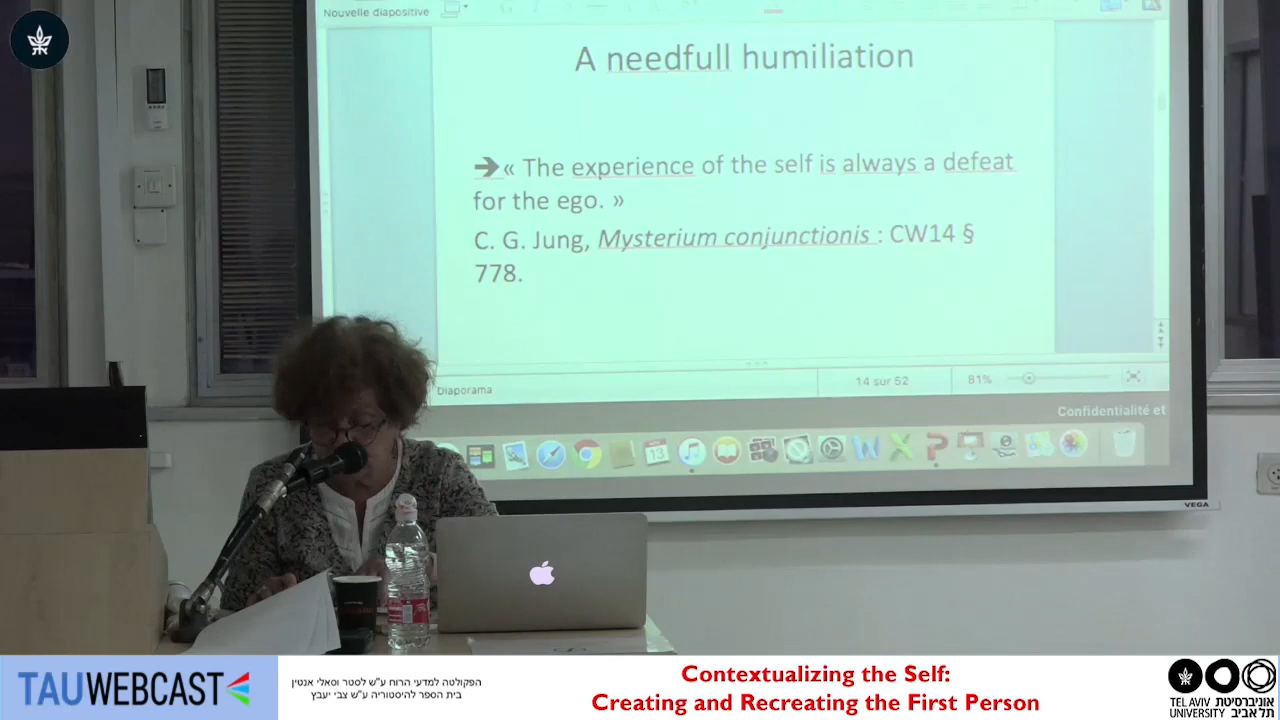 Nouvelle diapositive
A needfull humiliation
➔« The experience of the self is always a defeat
for the ego. »
C. G. Jung, Mysterium conjunctionis : CW14 §
778.
Diaporama
14 sur 52
81%
Confidentialité et
13
VEGA
TAUWEBCAST
הפקולטה למדעי הרוח ע"ש לסטר וסאלי אנטין
בית הספר להיסטוריה ע"ש צבי יעבץ
Contextualizing the Self:
Creating and Recreating the First Person
TEL AVIV אוניברסיטת
UNIVERSITY תל אביב